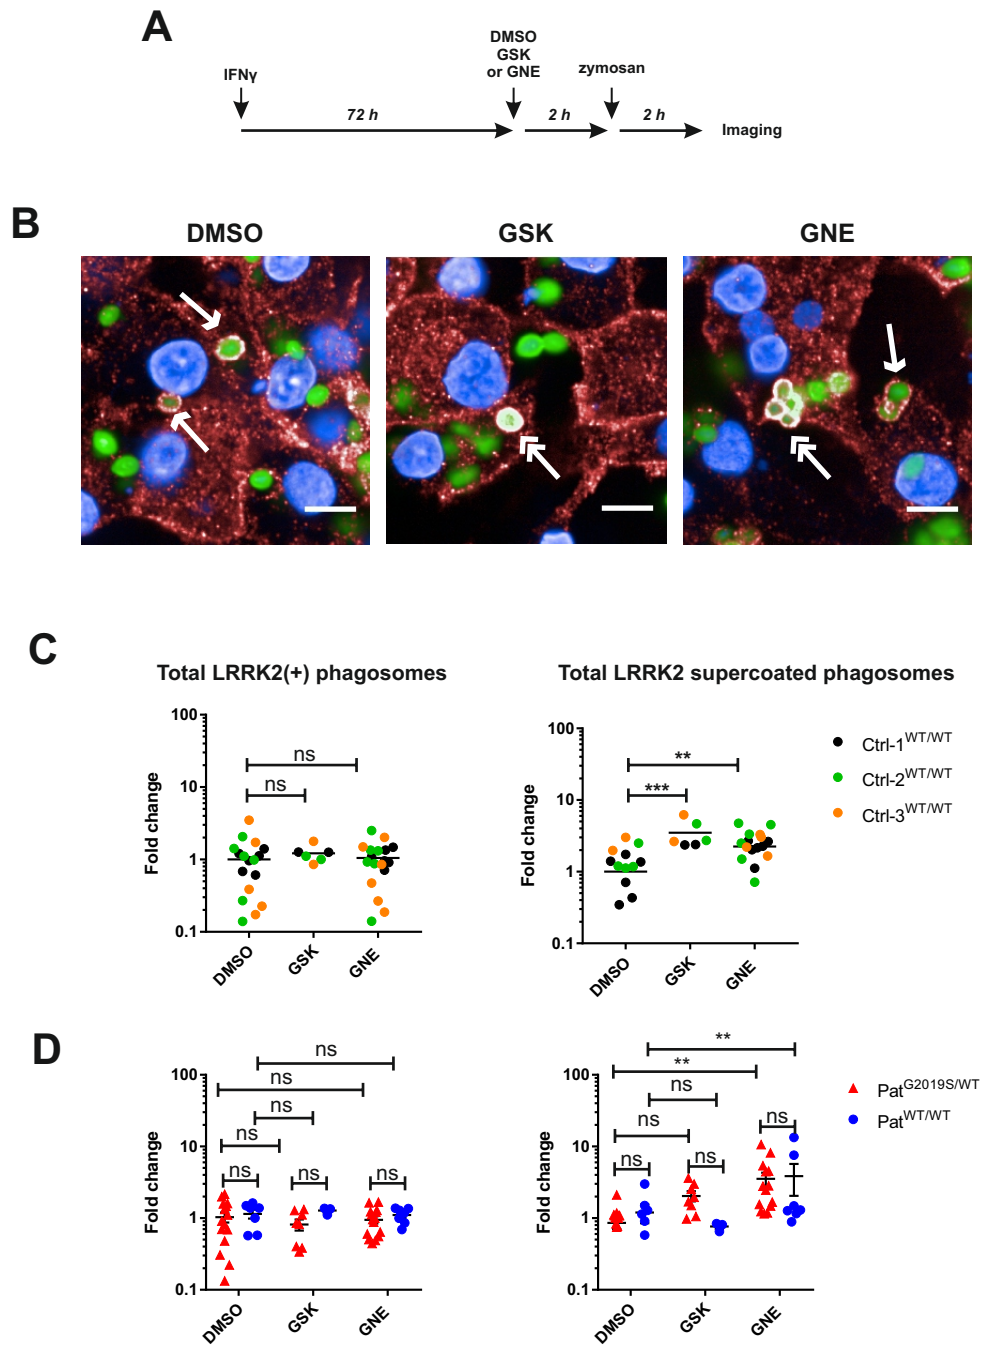 A
IFNγ
DMSO
GSK
or GNE
zymosan
72 h
2 h
2 h
Imaging
B
DMSO
GSK
GNE
C
Total LRRK2(+) phagosomes
Total LRRK2 supercoated phagosomes
Fold change
100
10
1
0.1
ns
ns
DMSO
GSK
GNE
Fold change
100
10
1
0.1
**
***
DMSO
GSK
GNE
Ctrl-1WT/WT
Ctrl-2WT/WT
Ctrl-3WT/WT
D
Fold change
100
10
1
0.1
ns
ns
ns
ns
ns
ns
ns
DMSO
GSK
GNE
Fold change
100
10
1
0.1
**
**
ns
ns
ns
ns
ns
DMSO
GSK
GNE
PatG2019S/WT
PatWT/WT